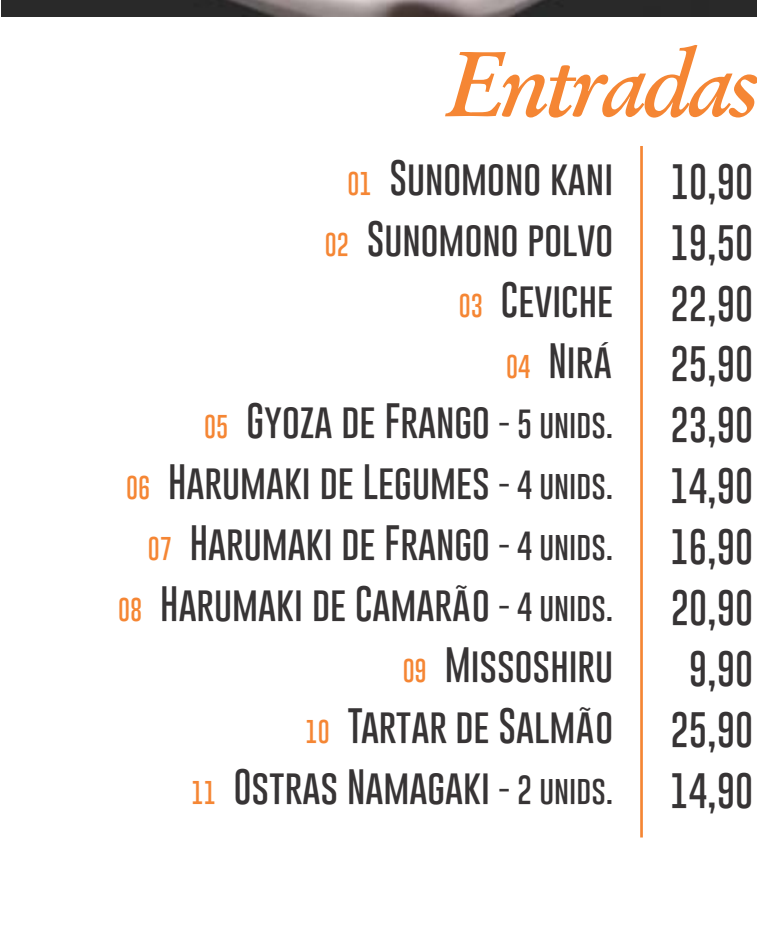 Entradas
01 Sunomono kani 10,90
02 Sunomono polvo 19,50
03 Ceviche 22,90
04 Nirá 25,90
05 Gyoza de Frango - 5 unids. 23,90
06 Harumaki de Legumes - 4 unids. 14,90
07 Harumaki de Frango - 4 unids. 16,90
08 Harumaki de Camarão - 4 unids. 20,90
09 Missoshiru 9,90
10 Tartar de Salmão 25,90
11 Ostras Namagaki - 2 unids. 14,90